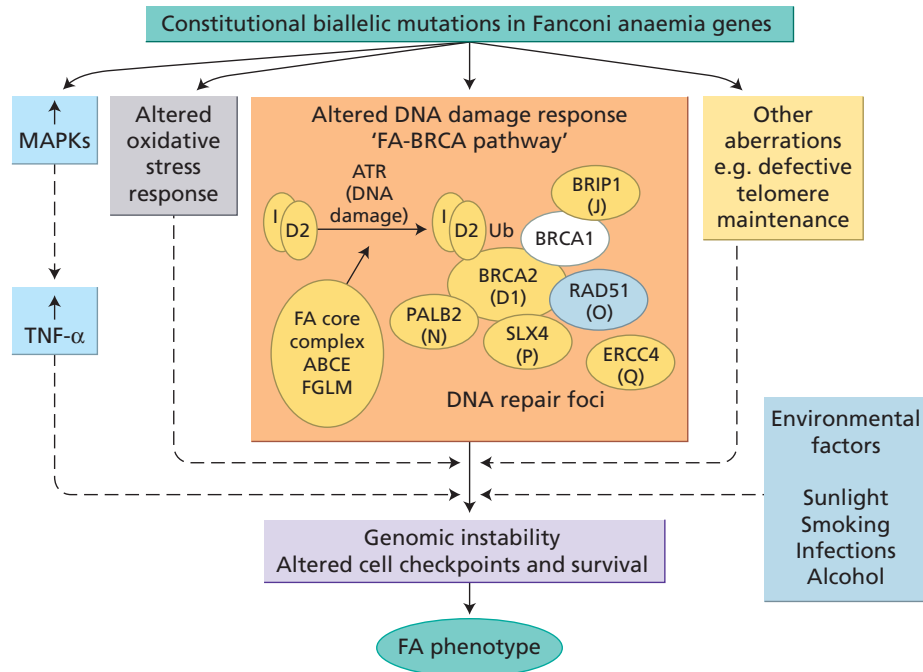 Constitutional biallelic mutations in Fanconi anaemia genes
↑
MAPKs
↑
TNF-α
Altered
oxidative
stress
response
Altered DNA damage response
‘FA-BRCA pathway’
ATR
(DNA
damage)
I
D2
I
D2
Ub
BRIP1
(J)
BRCA1
BRCA2
(D1)
RAD51
(O)
PALB2
(N)
SLX4
(P)
ERCC4
(Q)
FA core
complex
ABCE
FGLM
DNA repair foci
Other
aberrations
e.g. defective
telomere
maintenance
Environmental
factors
Sunlight
Smoking
Infections
Alcohol
Genomic instability
Altered cell checkpoints and survival
FA phenotype